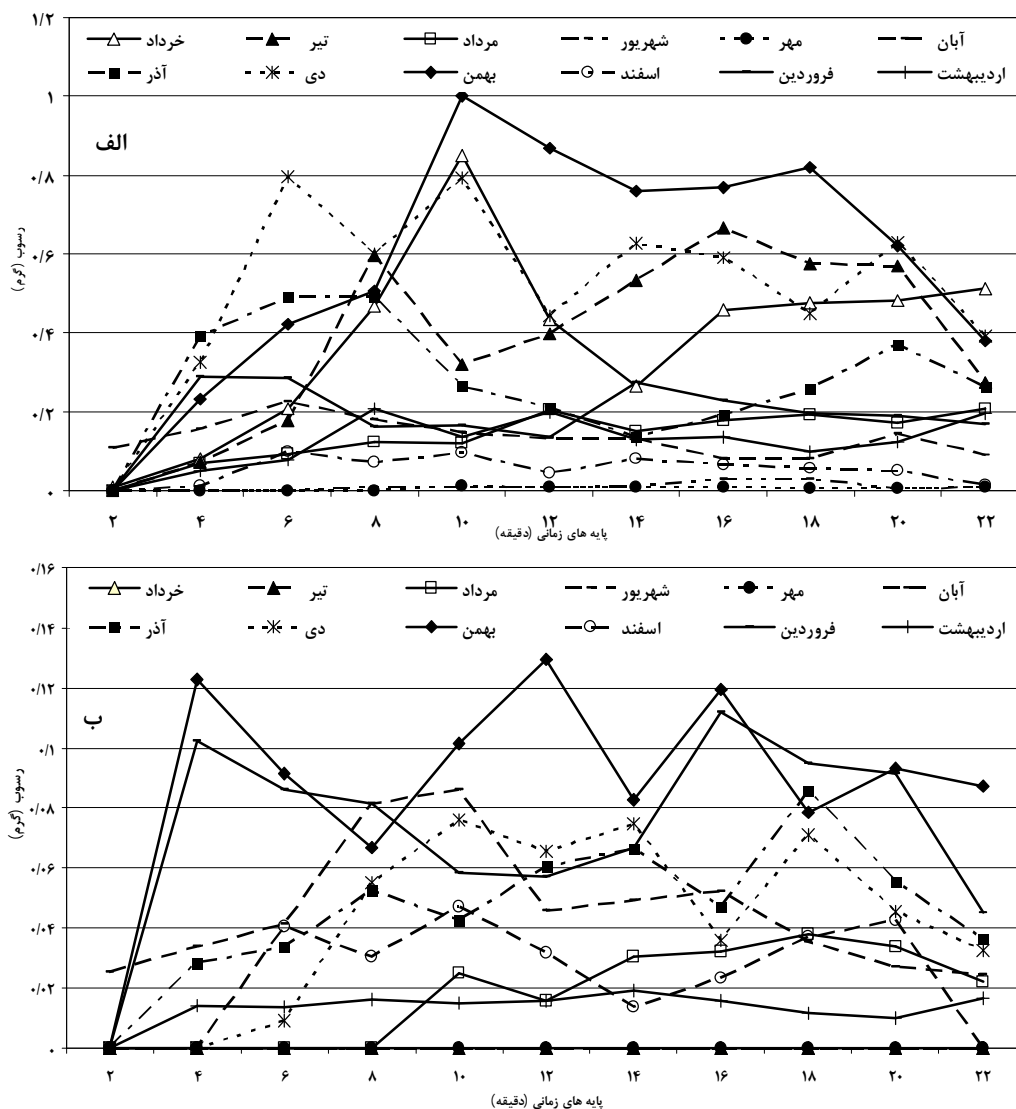 ۱/۲
خرداد تیر مرداد شهریور مهر آبان
آذر دی بهمن اسفند فروردین اردیبهشت
۱
الف
۰/۸
۰/۶
۰/۴
۰/۲
۰
رسوب (گرم)
۲ ۴ ۶ ۸ ۱۰ ۱۲ ۱۴ ۱۶ ۱۸ ۲۰ ۲۲
پایه های زمانی (دقیقه)
۰/۱۶
خرداد تیر مرداد شهریور مهر آبان
آذر دی بهمن اسفند فروردین اردیبهشت
۰/۱۴
۰/۱۲
ب
۰/۱
۰/۰۸
۰/۰۶
۰/۰۴
۰/۰۲
۰
رسوب (گرم)
۲ ۴ ۶ ۸ ۱۰ ۱۲ ۱۴ ۱۶ ۱۸ ۲۰ ۲۲
پایه های زمانی (دقیقه)